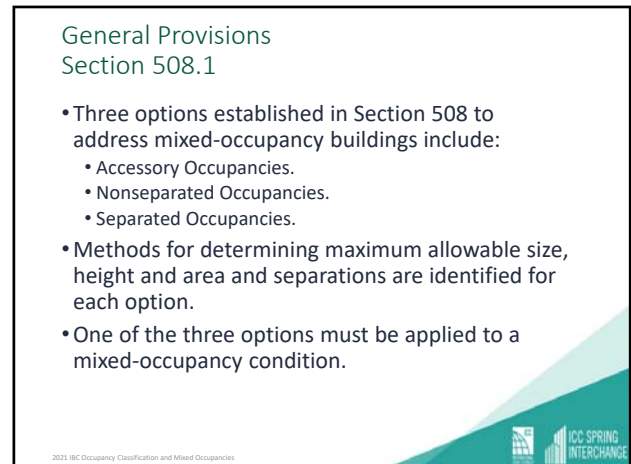 General Provisions
Section 508.1
• Three options established in Section 508 to
address mixed-occupancy buildings include:
• Accessory Occupancies.
• Nonseparated Occupancies.
• Separated Occupancies.
• Methods for determining maximum allowable size,
height and area and separations are identified for
each option.
• One of the three options must be applied to a
mixed-occupancy condition.
2021 IBC Occupancy Classification and Mixed Occupancies
ICC SPRING
INTERCHANGE